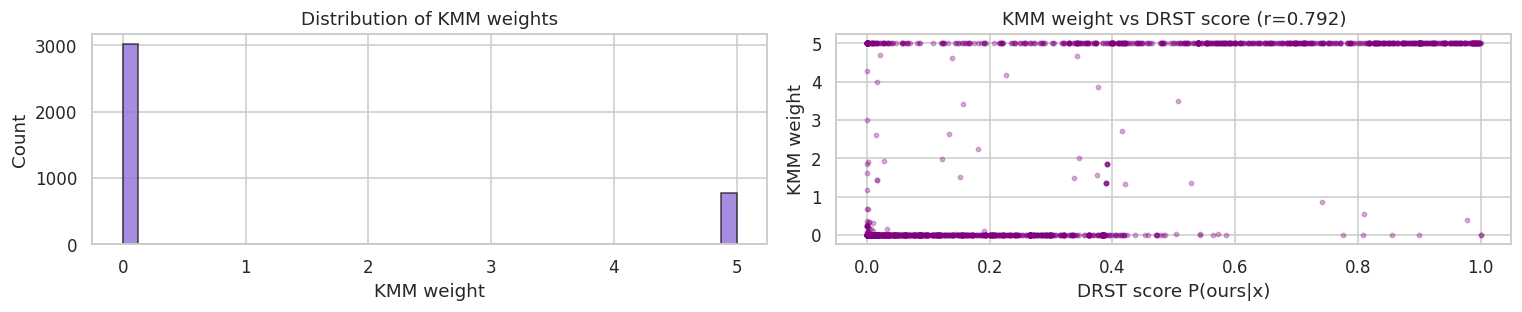 Distribution of KMM weights
Count
3000
2000
1000
0
0 1 2 3 4 5
KMM weight
KMM weight vs DRST score (r=0.792)
KMM weight
5
4
3
2
1
0
0.0 0.2 0.4 0.6 0.8 1.0
DRST score P(ours|x)